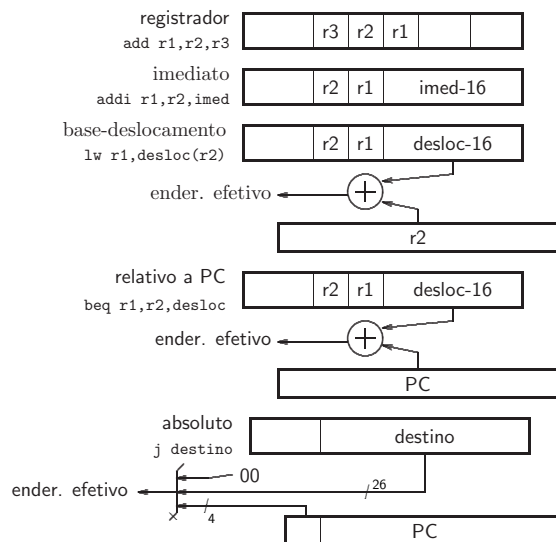 registrador
add r1,r2,r3
r3 r2 r1
imediato
addi r1,r2,imed
r2 r1 imed-16
base-deslocamento
lw r1,desloc(r2)
r2 r1 desloc-16
ender. efetivo
+
r2
relativo a PC
beq r1,r2,desloc
r2 r1 desloc-16
ender. efetivo
+
PC
absoluto
j destino
destino
00
ender. efetivo
26
4
PC